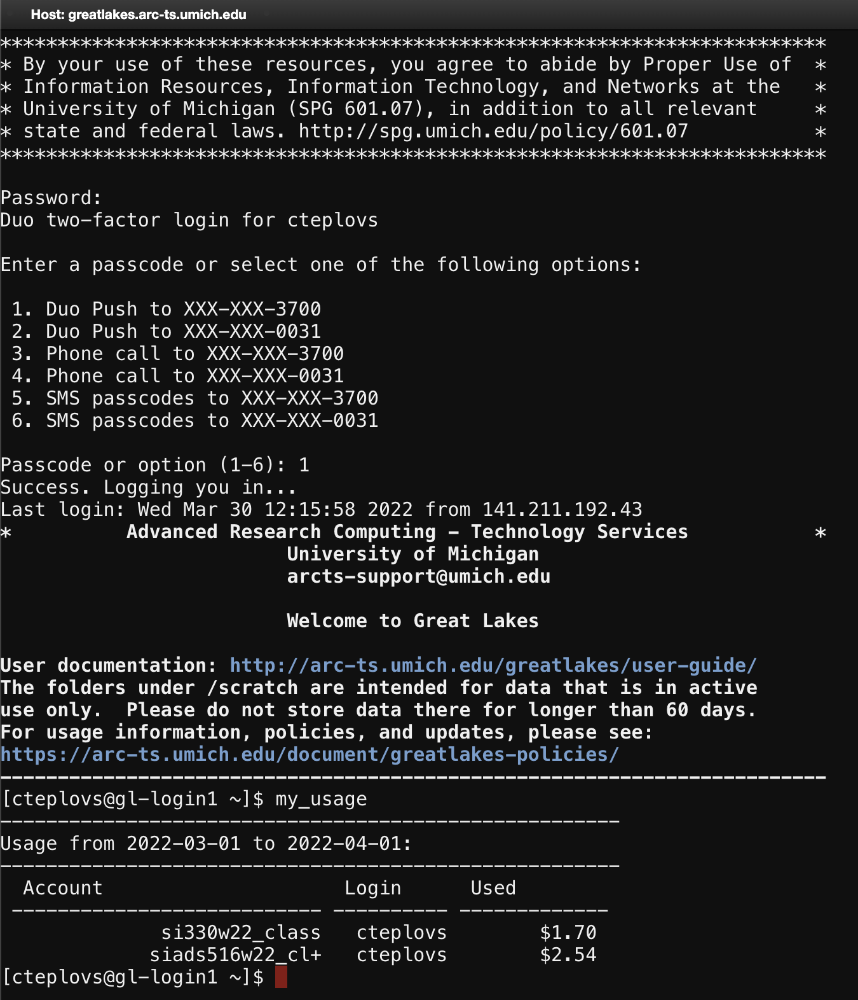 Host: greatlakes.arc-ts.umich.edu
************************************************************************
* By your use of these resources, you agree to abide by Proper Use of  *
* Information Resources, Information Technology, and Networks at the   *
* University of Michigan (SPG 601.07), in addition to all relevant     *
* state and federal laws. http://spg.umich.edu/policy/601.07           *
************************************************************************
Password:
Duo two-factor login for cteplovs
Enter a passcode or select one of the following options:
 1. Duo Push to XXX-XXX-3700
 2. Duo Push to XXX-XXX-0031
 3. Phone call to XXX-XXX-3700
 4. Phone call to XXX-XXX-0031
 5. SMS passcodes to XXX-XXX-3700
 6. SMS passcodes to XXX-XXX-0031
Passcode or option (1-6): 1
Success. Logging you in...
Last login: Wed Mar 30 12:15:58 2022 from 141.211.192.43
*          Advanced Research Computing - Technology Services           *
                         University of Michigan
                         arcts-support@umich.edu
                         Welcome to Great Lakes
User documentation: http://arc-ts.umich.edu/greatlakes/user-guide/
The folders under /scratch are intended for data that is in active
use only.  Please do not store data there for longer than 60 days.
For usage information, policies, and updates, please see:
https://arc-ts.umich.edu/document/greatlakes-policies/
------------------------------------------------------------------------
[cteplovs@gl-login1 ~]$ my_usage
------------------------------------------------------
Usage from 2022-03-01 to 2022-04-01:
------------------------------------------------------
  Account                     Login      Used
 --------------------------- ---------- -------------
              si330w22_class   cteplovs        $1.70
             siads516w22_cl+   cteplovs        $2.54
[cteplovs@gl-login1 ~]$